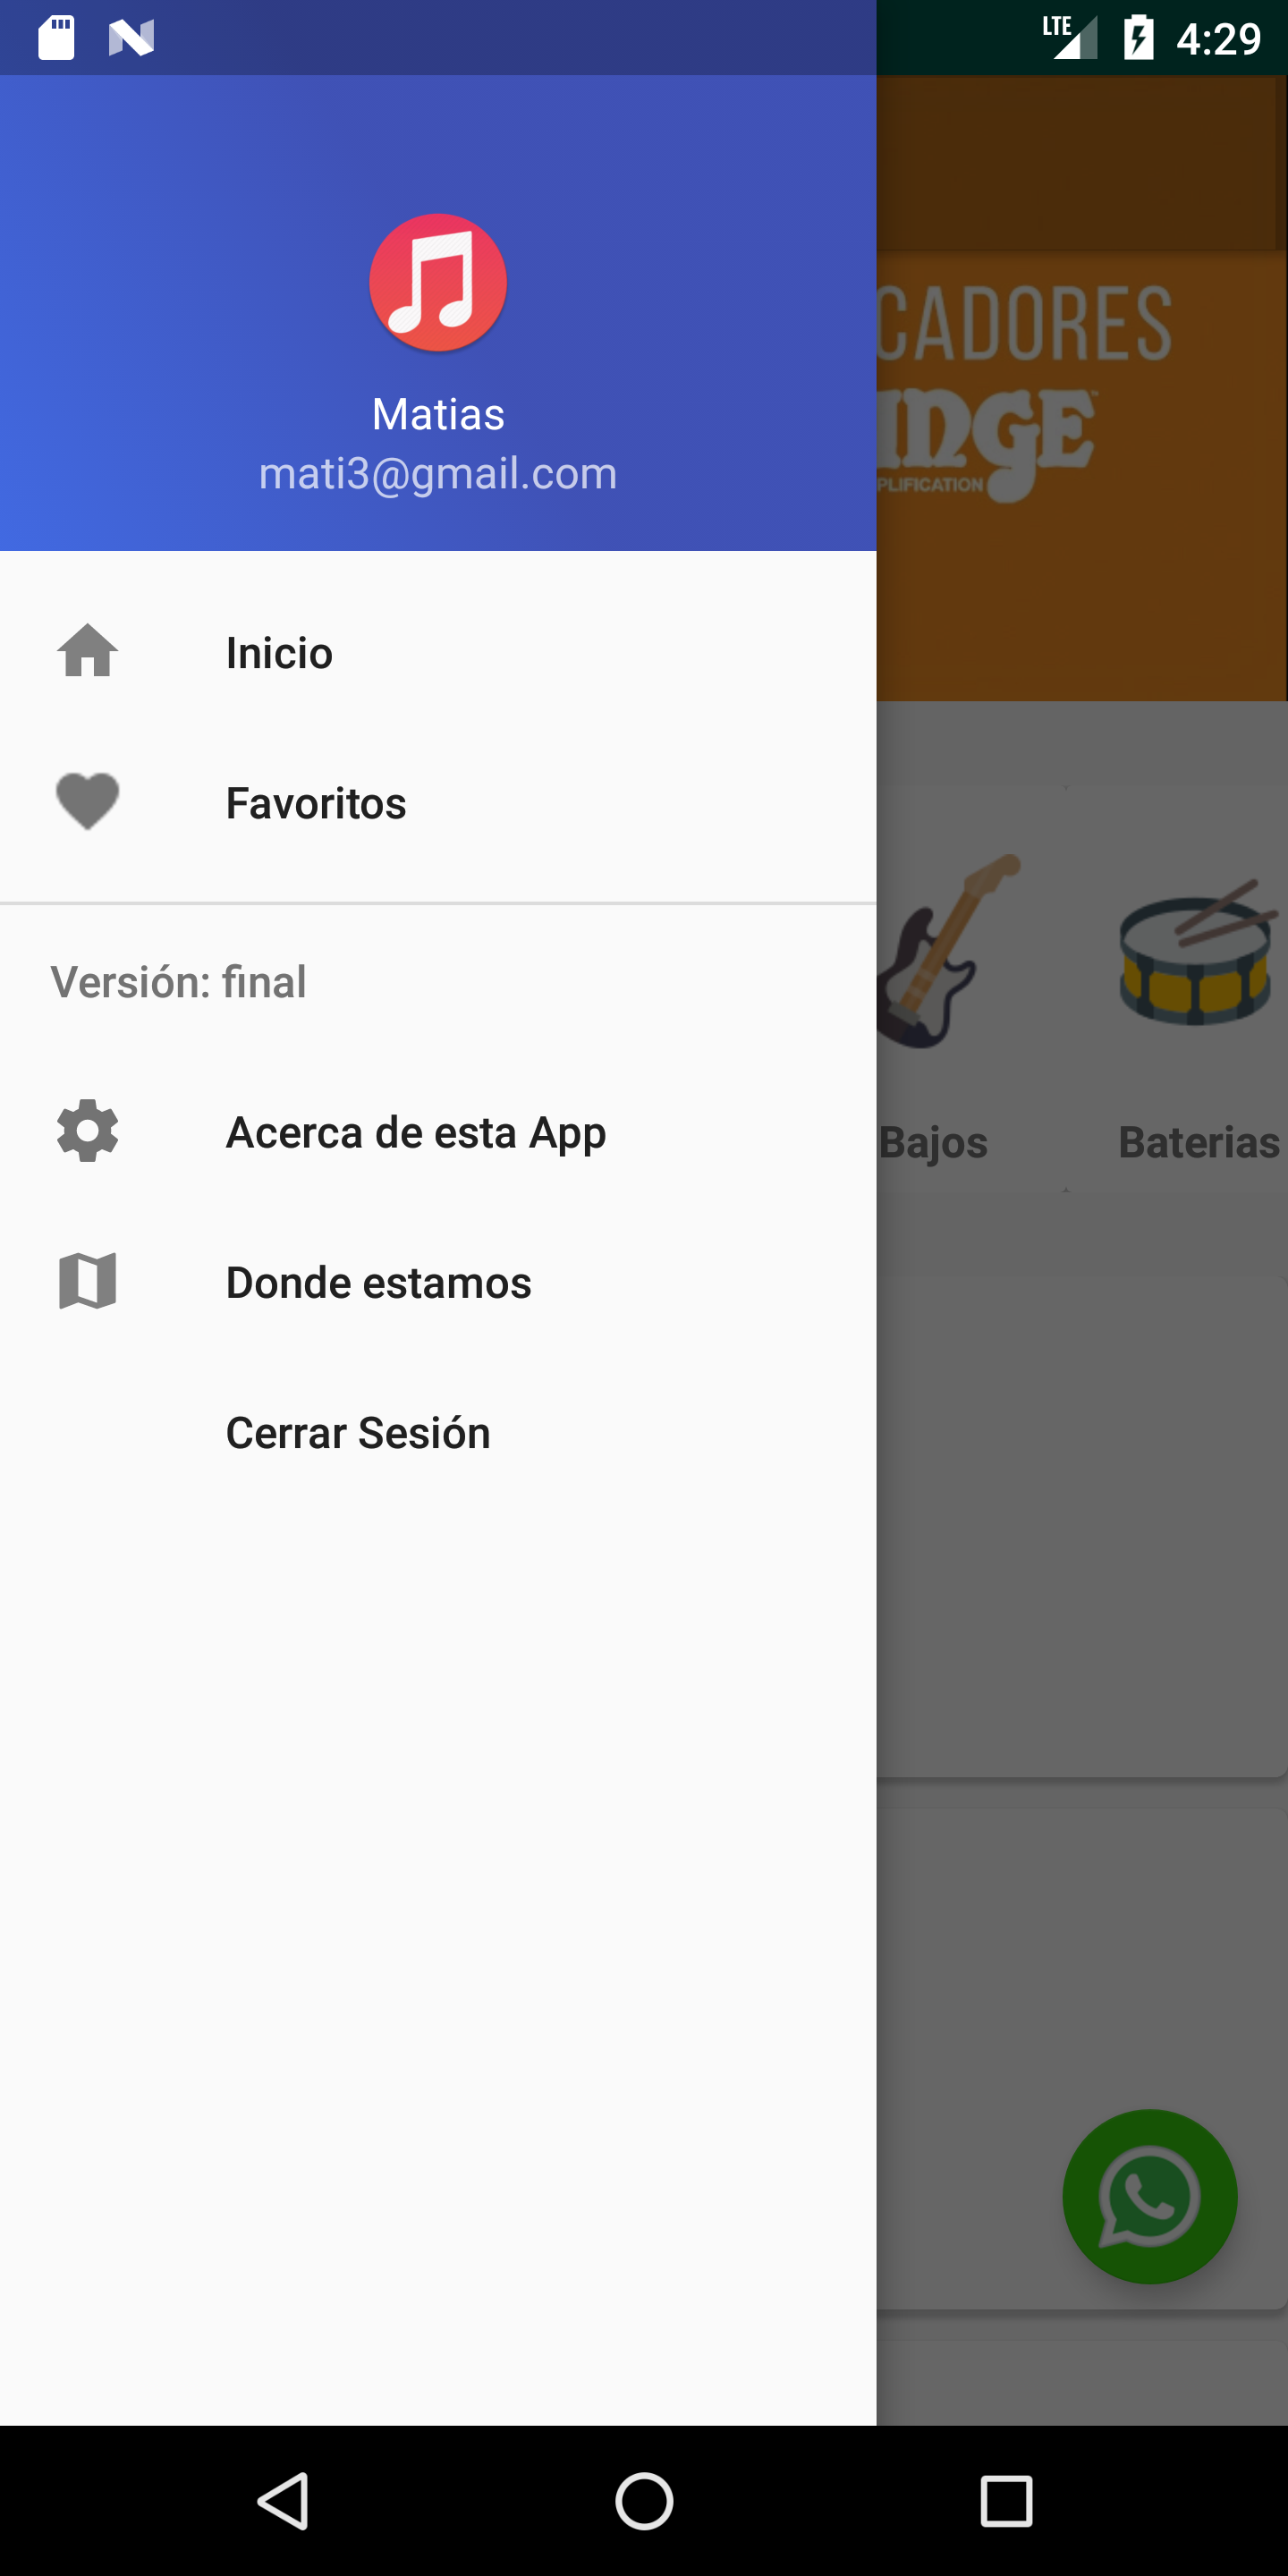 LTE 4:29
Matias
mati3@gmail.com
Inicio
Favoritos
Versión: final
Acerca de esta App
Donde estamos
Cerrar Sesión
CADORES
NGE
PLIFICATION
Bajos
Baterias